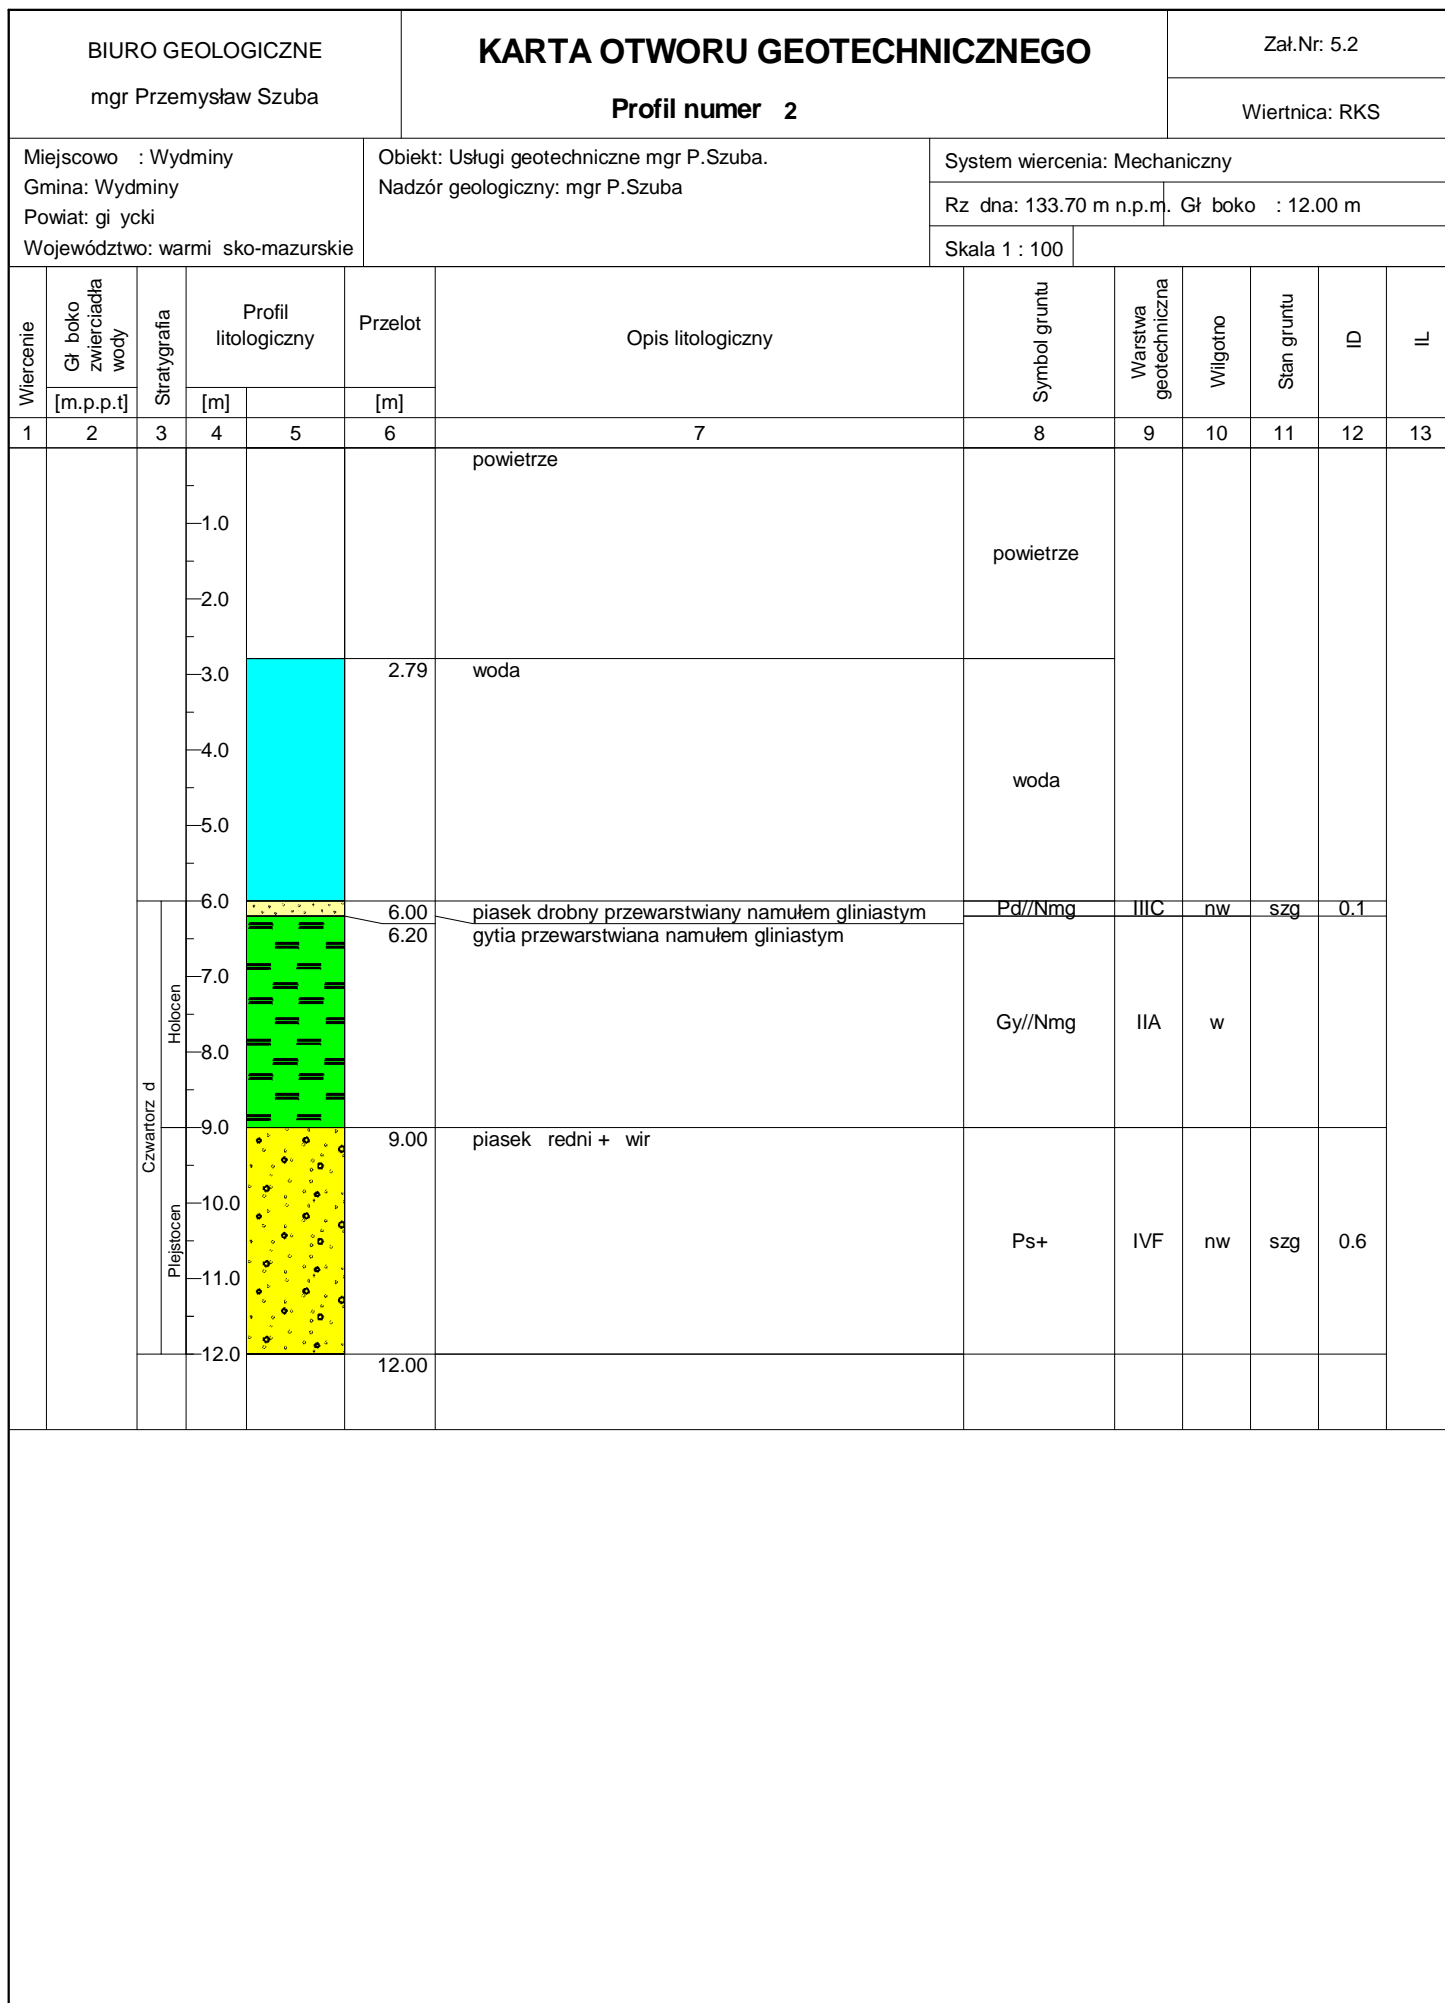 BIURO GEOLOGICZNE
mgr Przemysław Szuba
KARTA OTWORU GEOTECHNICZNEGO
Profil numer 2
Zał.Nr: 5.2
Wiertnica: RKS
Miejscowo : Wydminy
Gmina: Wydminy
Powiat: gi ycki
Województwo: warmi sko-mazurskie
Obiekt: Usługi geotechniczne mgr P.Szuba.
Nadzór geologiczny: mgr P.Szuba
System wiercenia: Mechaniczny
Rz dna: 133.70 m n.p.m. Gł boko : 12.00 m
Skala 1 : 100
Wiercenie
Gł boko
zwierciadła
wody
[m.p.p.t]
Stratygrafia
Profil
litologiczny
[m]
Przelot
[m]
Opis litologiczny
Symbol gruntu
Warstwa
geotechniczna
Wilgotno
Stan gruntu
ID
IL
1 2 3 4 5 6 7 8 9 10 11 12 13
powietrze
1.0
powietrze
2.0
2.79 woda
3.0
4.0
woda
5.0
6.0
6.00 piasek drobny przewarstwiany namułem gliniastym Pd//Nmg IIIC nw szg 0.1
6.20 gytia przewarstwiana namułem gliniastym
7.0
Holocen
Gy//Nmg IIA w
8.0
Czwartorz d
9.0
9.00 piasek redni + wir
10.0
Plejstocen
Ps+ IVF nw szg 0.6
11.0
12.0
12.00